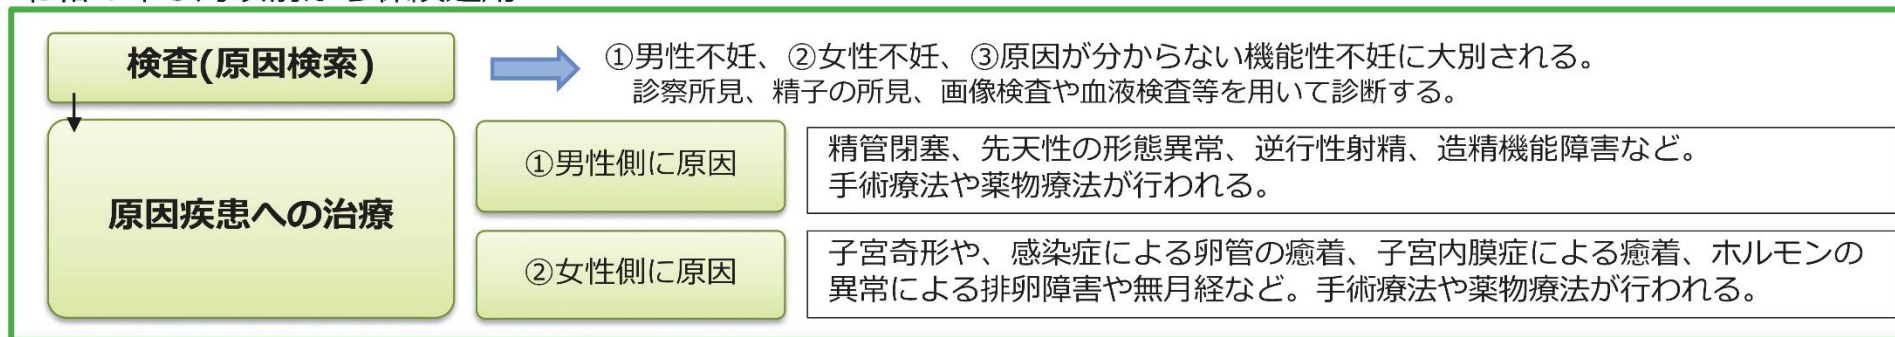 検査(原因検索)
①男性不妊、②女性不妊、③原因が分からない機能性不妊に大別される。
診察所見、精子の所見、画像検査や血液検査等を用いて診断する。
原因疾患への治療
①男性側に原因
精管閉塞、先天性の形態異常、逆行性射精、造精機能障害など。
手術療法や薬物療法が行われる。
②女性側に原因
子宮奇形や、感染症による卵管の癒着、子宮内膜症による癒着、ホルモンの
異常による排卵障害や無月経など。手術療法や薬物療法が行われる。